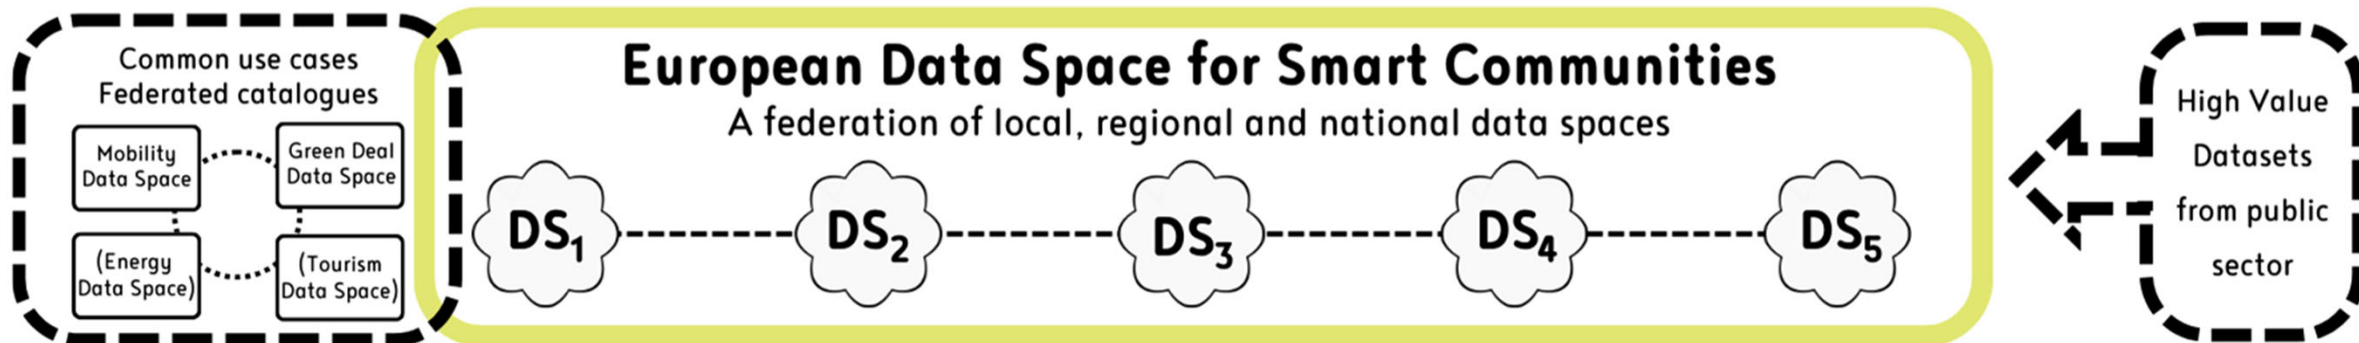 Common use cases
Federated catalogues
Mobility
Data Space
Green Deal
Data Space
(Energy
Data Space)
(Tourism
Data Space)
European Data Space for Smart Communities
A federation of local, regional and national data spaces
DS1
DS2
DS3
DS4
DS5
High Value
Datasets
from public
sector